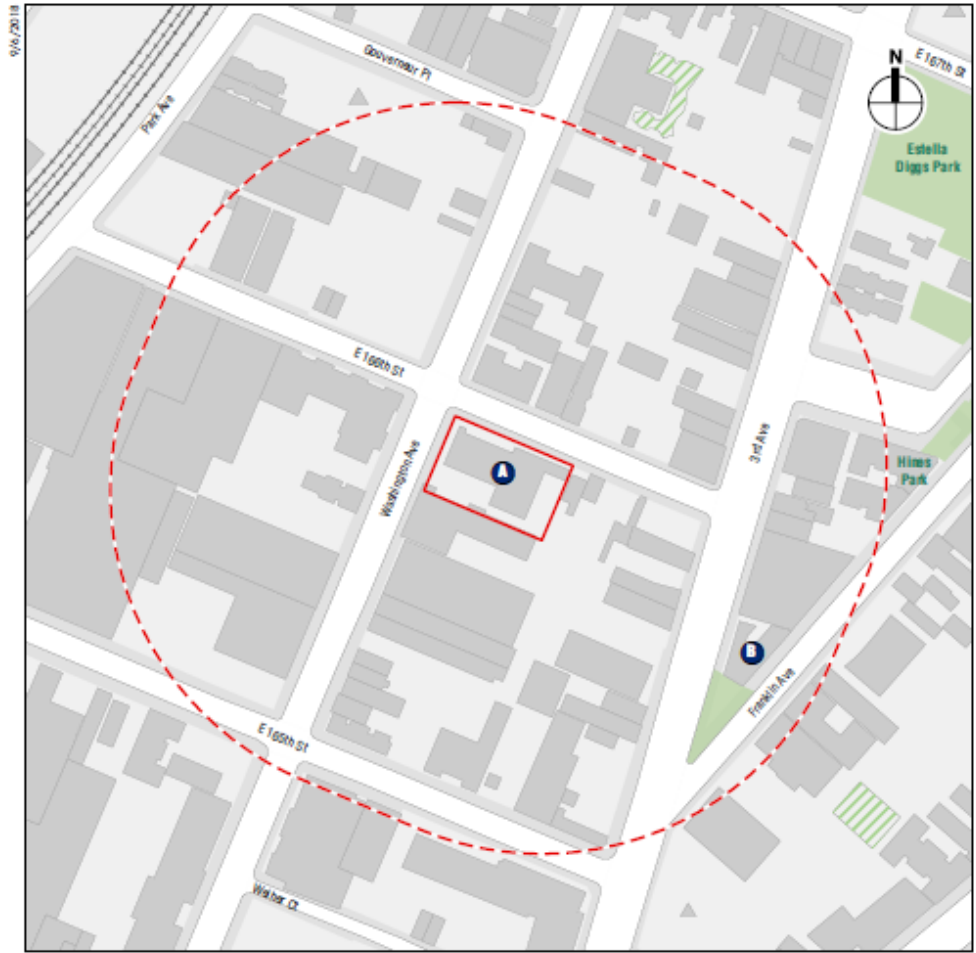 9/6/2018
Gouverneur Pl
E 167th St
N
Park Ave
Estella
Diggs Park
E 166th St
3rd Ave
Washington Ave
Hines
Park
A
B
Franklin Ave
E 165th St
Weiher Ct